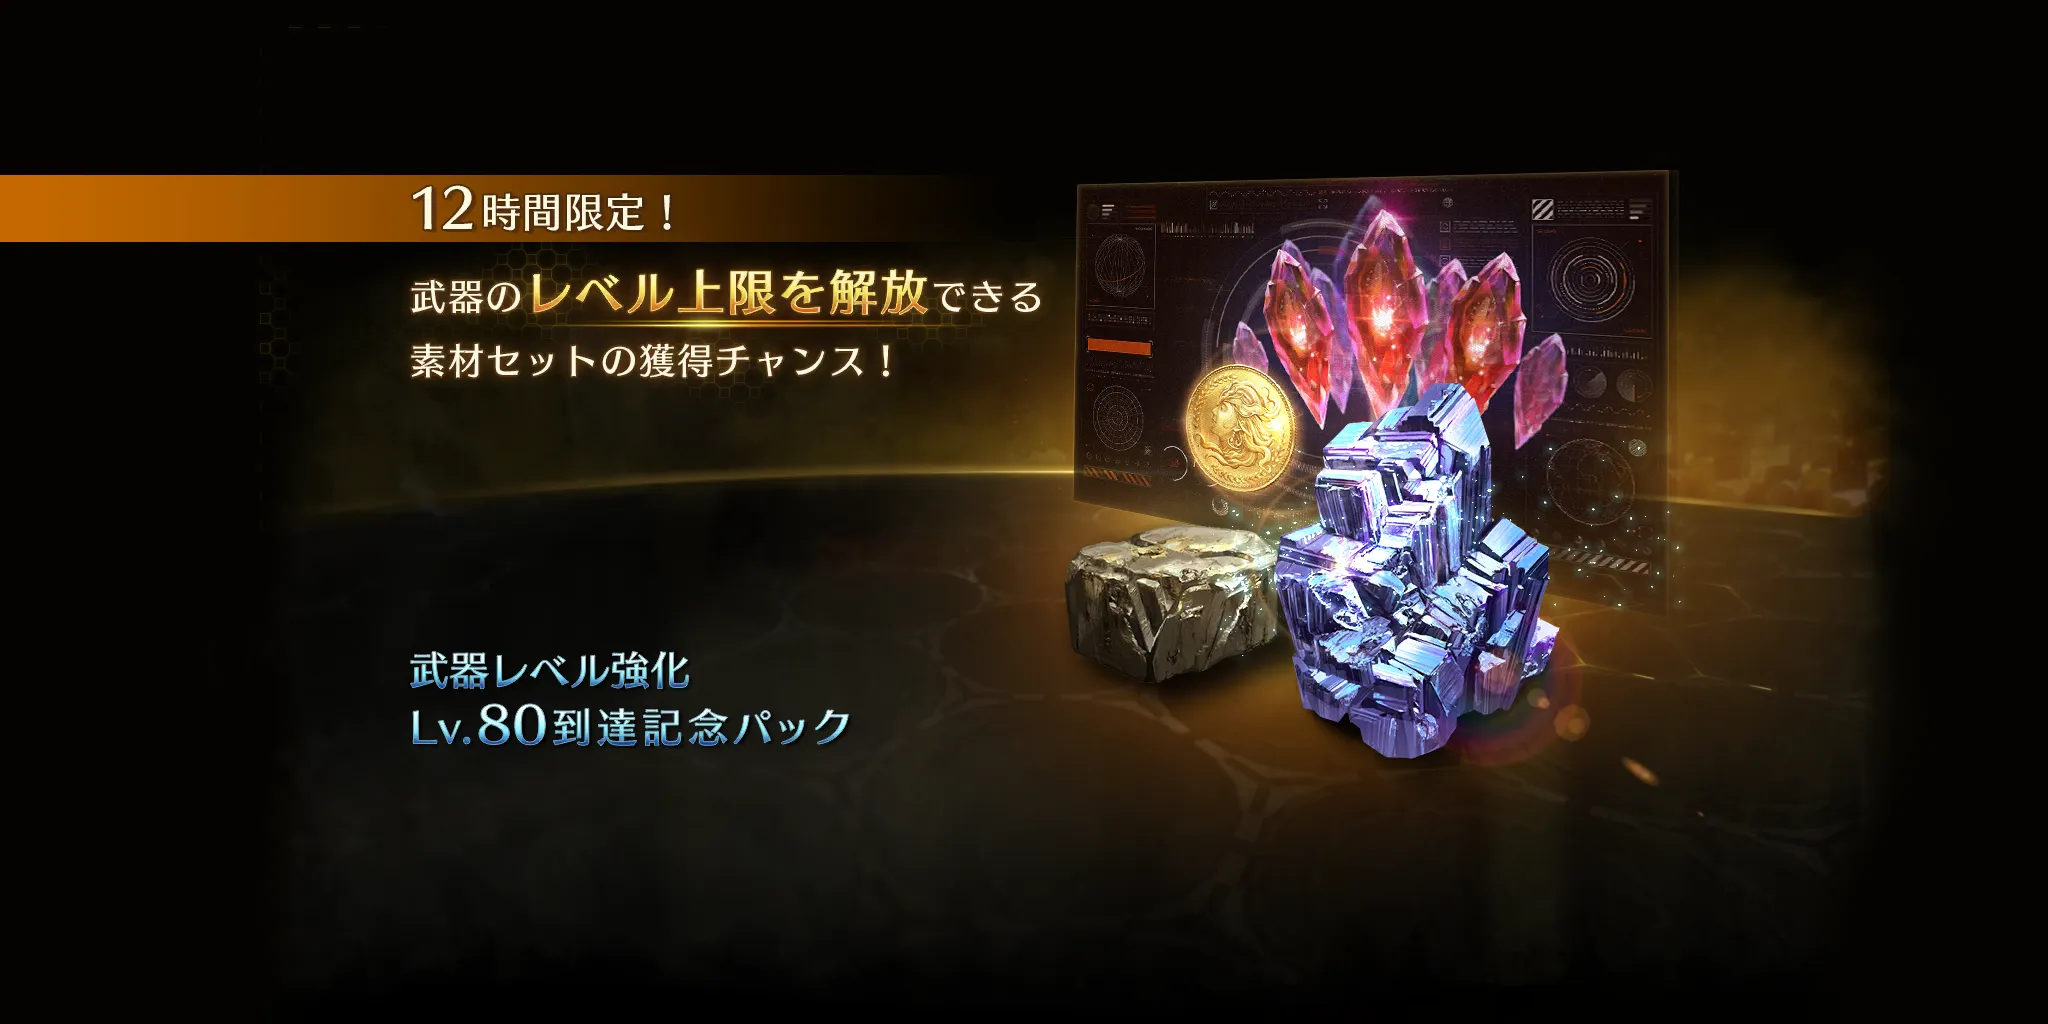 12時間限定！
武器のレベル上限を解放できる
素材セットの獲得チャンス！
武器レベル強化
Lv.80到達記念パック